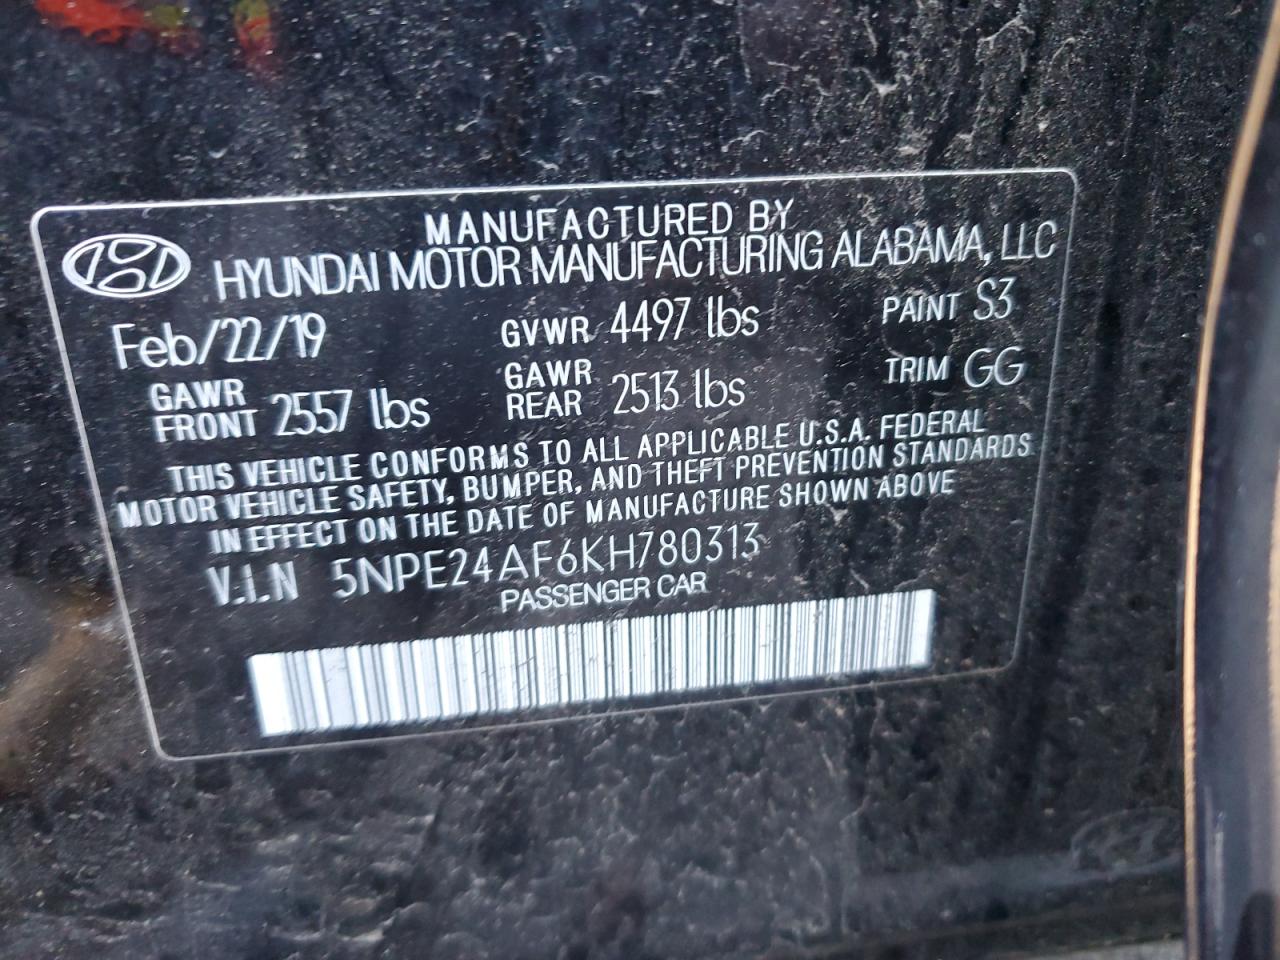 MANUFACTURED BY
HYUNDAI MOTOR MANUFACTURING ALABAMA, LLC
Feb/22/19 GVWR 4497 lbs PAINT S3
GAWR FRONT 2557 lbs GAWR REAR 2513 lbs TRIM GG
THIS VEHICLE CONFORMS TO ALL APPLICABLE U.S.A. FEDERAL
MOTOR VEHICLE SAFETY, BUMPER, AND THEFT PREVENTION STANDARDS
IN EFFECT ON THE DATE OF MANUFACTURE SHOWN ABOVE
V.I.N 5NPE24AF6KH780313
PASSENGER CAR